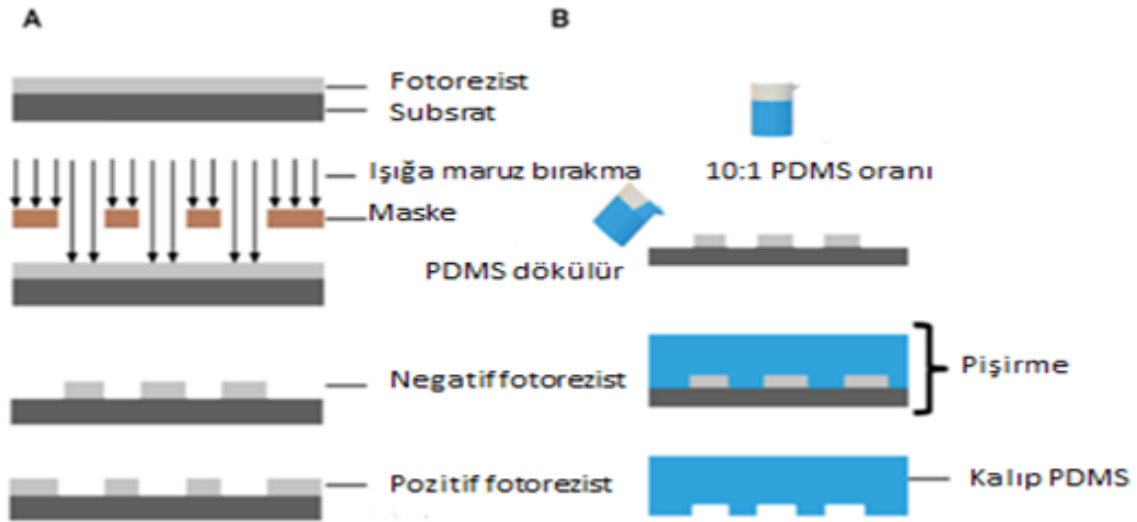 A
Fotorezist
Subsrat
Işığa maruz bırakma
Maske
Negatif fotorezist
Pozitif fotorezist
B
10:1 PDMS oranı
PDMS dökülür
Pişirme
Kalıp PDMS